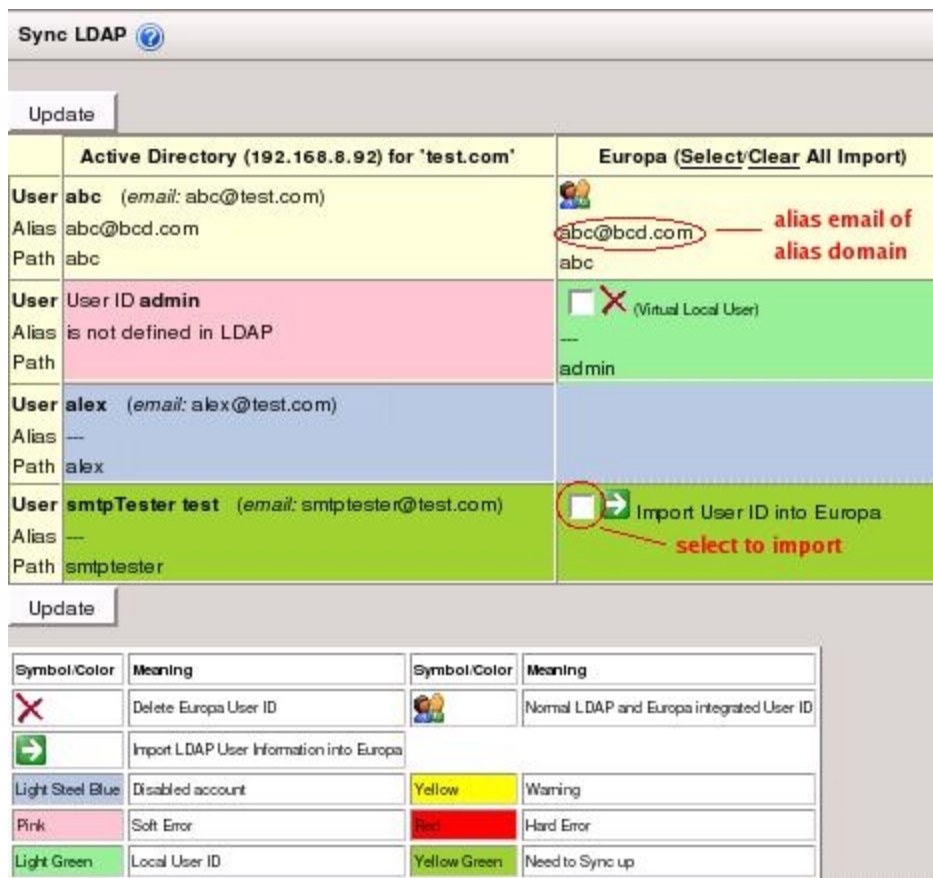 Sync LDAP ?
Update
Active Directory (192.168.8.92) for 'test.com' Europa (Select/Clear All Import)
User abc (email: abc@test.com)
Alias abc@bcd.com abc@bcd.com alias email of
alias domain
Path abc abc
User User ID admin (Virtual Local User)
Alias is not defined in LDAP ---
Path admin
User alex (email: alex@test.com)
Alias ---
Path alex
User smtpTester test (email: smtptester@test.com) Import User ID into Europa
Alias --- select to import
Path smtptester
Update
Symbol/Color Meaning Symbol/Color Meaning
Delete Europa User ID Normal LDAP and Europa integrated User ID
Import LDAP User Information into Europa
Light Steel Blue Disabled account Yellow Warning
Pink Soft Error Red Hard Error
Light Green Local User ID Yellow Green Need to Sync up